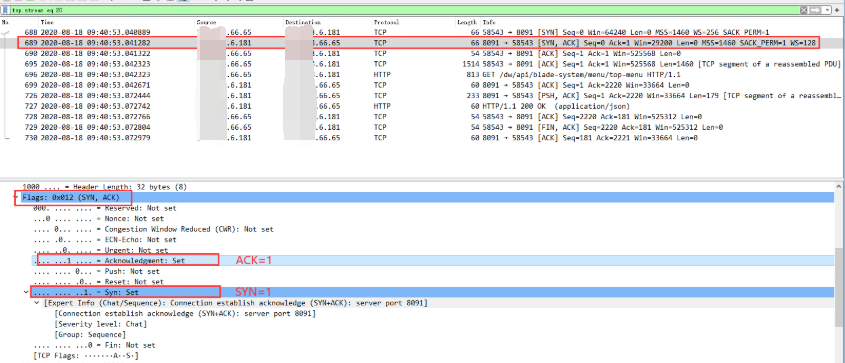 tcp.stream eq 20
No Time Source Destination Protocol Length Info
688 2020-08-18 09:40:53.040889 .66.65 .6.181 TCP 66 58543 → 8091 [SYN] Seq=0 Win=64240 Len=0 MSS=1460 WS=256 SACK_PERM=1
689 2020-08-18 09:40:53.041282 .6.181 .66.65 TCP 66 8091 → 58543 [SYN, ACK] Seq=0 Ack=1 Win=29200 Len=0 MSS=1460 SACK_PERM=1 WS=128
690 2020-08-18 09:40:53.041322 .66.65 .6.181 TCP 54 58543 → 8091 [ACK] Seq=1 Ack=1 Win=525568 Len=0
695 2020-08-18 09:40:53.042323 .66.65 .6.181 TCP 1514 58543 → 8091 [ACK] Seq=1 Ack=1 Win=525568 Len=1460 [TCP segment of a reassembled PDU]
696 2020-08-18 09:40:53.042323 .66.65 .6.181 HTTP 813 GET /dw/api/blade-system/menu/top-menu HTTP/1.1
699 2020-08-18 09:40:53.042671 .6.181 .66.65 TCP 60 8091 → 58543 [ACK] Seq=1 Ack=2220 Win=33664 Len=0
726 2020-08-18 09:40:53.072444 .6.181 .66.65 TCP 233 8091 → 58543 [PSH, ACK] Seq=1 Ack=2220 Win=33664 Len=179 [TCP segment of a reassembl…
727 2020-08-18 09:40:53.072742 .6.181 .66.65 HTTP 60 HTTP/1.1 200 OK (application/json)
728 2020-08-18 09:40:53.072766 .66.65 .6.181 TCP 54 58543 → 8091 [ACK] Seq=2220 Ack=181 Win=525312 Len=0
729 2020-08-18 09:40:53.072804 .66.65 .6.181 TCP 54 58543 → 8091 [FIN, ACK] Seq=2220 Ack=181 Win=525312 Len=0
730 2020-08-18 09:40:53.072979 .6.181 .66.65 TCP 60 8091 → 58543 [ACK] Seq=181 Ack=2221 Win=33664 Len=0
1000 .... = Header Length: 32 bytes (8)
Flags: 0x012 (SYN, ACK)
000. .... .... = Reserved: Not set
...0 .... .... = Nonce: Not set
.... 0... .... = Congestion Window Reduced (CWR): Not set
.... .0.. .... = ECN-Echo: Not set
.... ..0. .... = Urgent: Not set
.... ...1 .... = Acknowledgment: Set ACK=1
.... .... 0... = Push: Not set
.... .... .0.. = Reset: Not set
.... .... ..1. = Syn: Set SYN=1
[Expert Info (Chat/Sequence): Connection establish acknowledge (SYN+ACK): server port 8091]
[Connection establish acknowledge (SYN+ACK): server port 8091]
[Severity level: Chat]
[Group: Sequence]
.... .... ...0 = Fin: Not set
[TCP Flags: ·······A··S·]